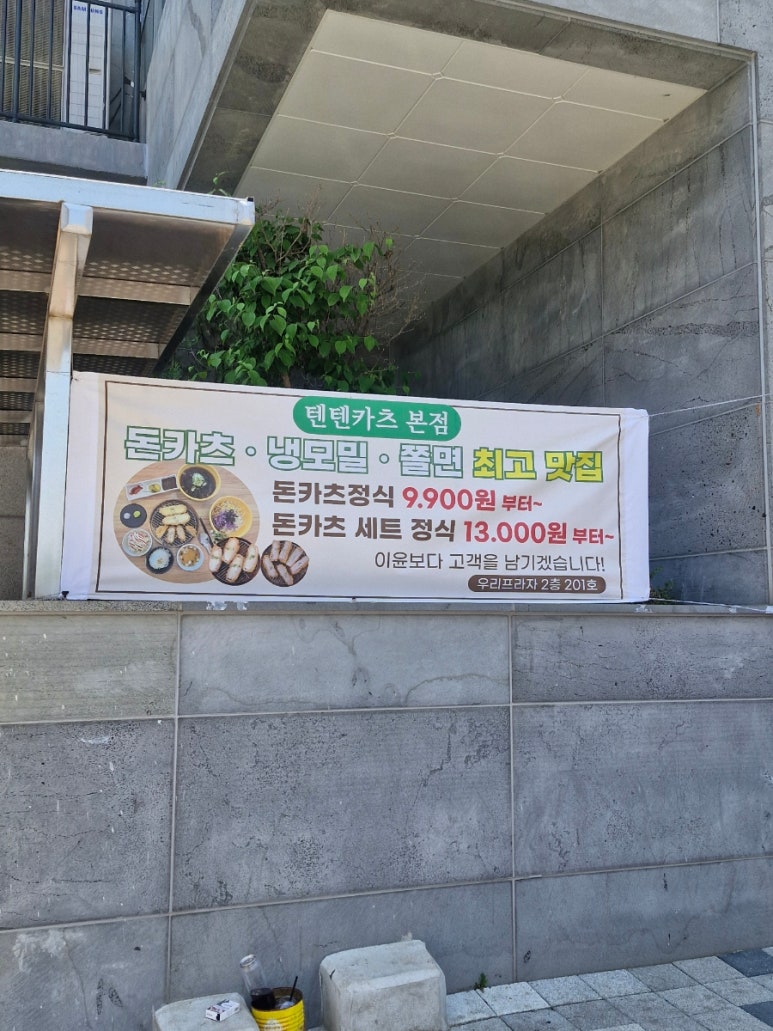 SAMSUNG
텐텐카츠 본점
돈카츠 · 냉모밀 · 쫄면 최고 맛집
돈카츠정식 9.900원 부터~
돈카츠 세트 정식 13.000원 부터~
이윤보다 고객을 남기겠습니다!
우리프라자 2층 201호